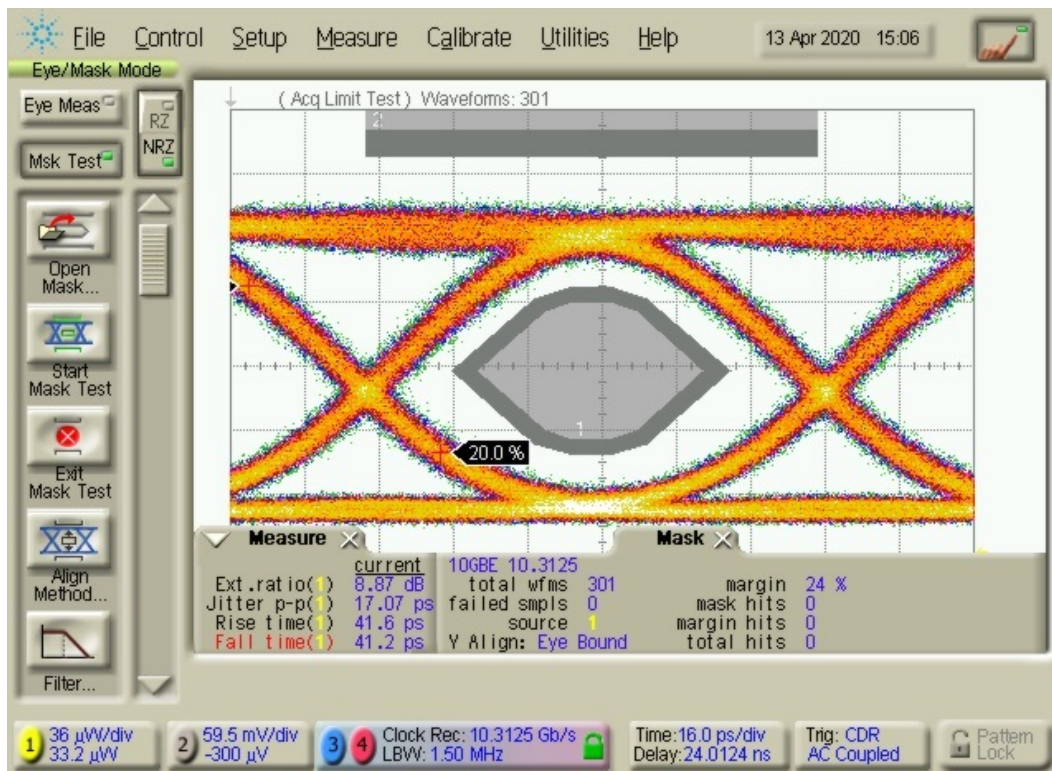 File Control Setup Measure Calibrate Utilities Help 13 Apr 2020 15:06
Eye/Mask Mode
Eye Meas
RZ
NRZ
Msk Test
Open
Mask...
Start
Mask Test
Exit
Mask Test
Align
Method...
Filter...
( Acq Limit Test ) Waveforms: 301
2
1
20.0 %
Measure
current
Ext.ratio(1) 8.87 dB
Jitter p-p(1) 17.07 ps
Rise time(1) 41.6 ps
Fall time(1) 41.2 ps
Mask
10GBE 10.3125
total wfms 301 margin 24 %
failed smpls 0 mask hits 0
source 1 margin hits 0
Y Align: Eye Bound total hits 0
1 36 µW/div
33.2 µW
2 59.5 mV/div
-300 µV
3 4 Clock Rec: 10.3125 Gb/s
LBW: 1.50 MHz
Time:16.0 ps/div
Delay:24.0124 ns
Trig: CDR
AC Coupled
Pattern
Lock